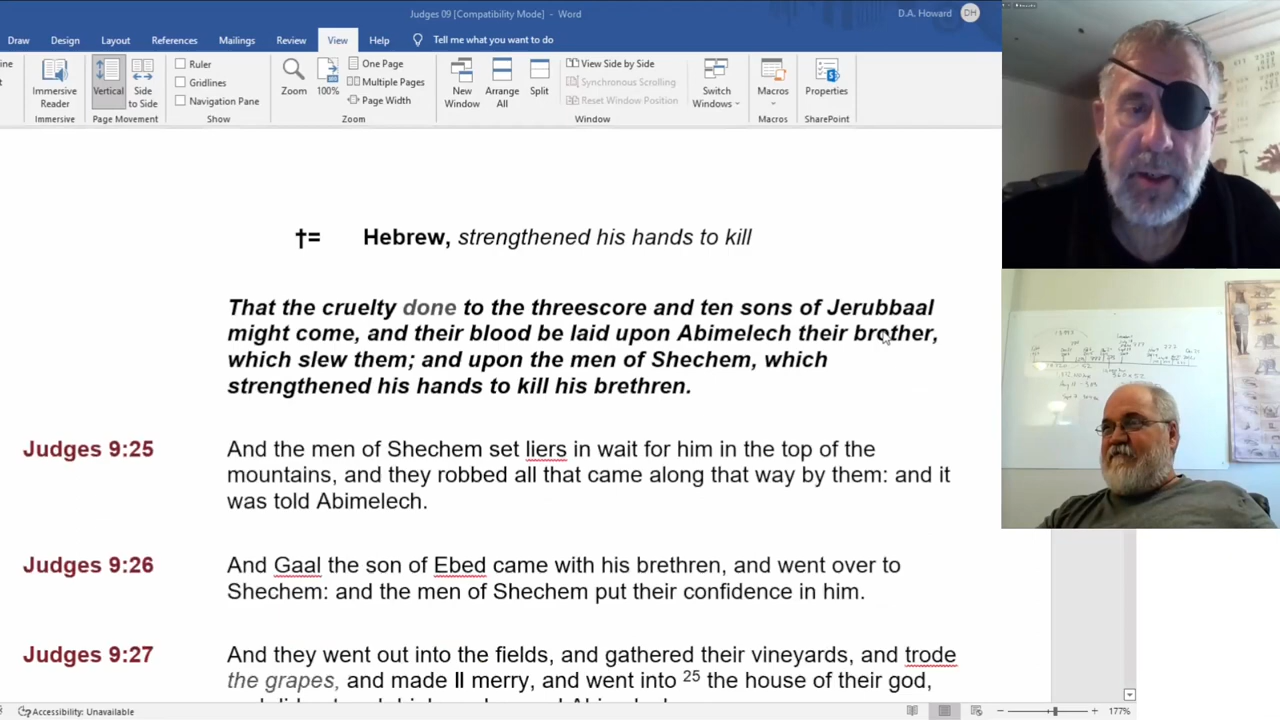 Judges 09 [Compatibility Mode] - Word
D.A. Howard
DH
Draw Design Layout References Mailings Review View Help Tell me what you want to do
Immersive Reader
Immersive
Vertical
Side to Side
Page Movement
Ruler
Gridlines
Navigation Pane
Show
Zoom
100%
One Page
Multiple Pages
Page Width
Zoom
New Window
Arrange All
Split
View Side by Side
Synchronous Scrolling
Reset Window Position
Switch Windows
Window
Macros
Macros
Properties
SharePoint
†= Hebrew, strengthened his hands to kill
That the cruelty done to the threescore and ten sons of Jerubbaal
might come, and their blood be laid upon Abimelech their brother,
which slew them; and upon the men of Shechem, which
strengthened his hands to kill his brethren.
Judges 9:25 And the men of Shechem set liers in wait for him in the top of the
mountains, and they robbed all that came along that way by them: and it
was told Abimelech.
Judges 9:26 And Gaal the son of Ebed came with his brethren, and went over to
Shechem: and the men of Shechem put their confidence in him.
Judges 9:27 And they went out into the fields, and gathered their vineyards, and trode
the grapes, and made ll merry, and went into 25 the house of their god,
Accessibility: Unavailable
177%